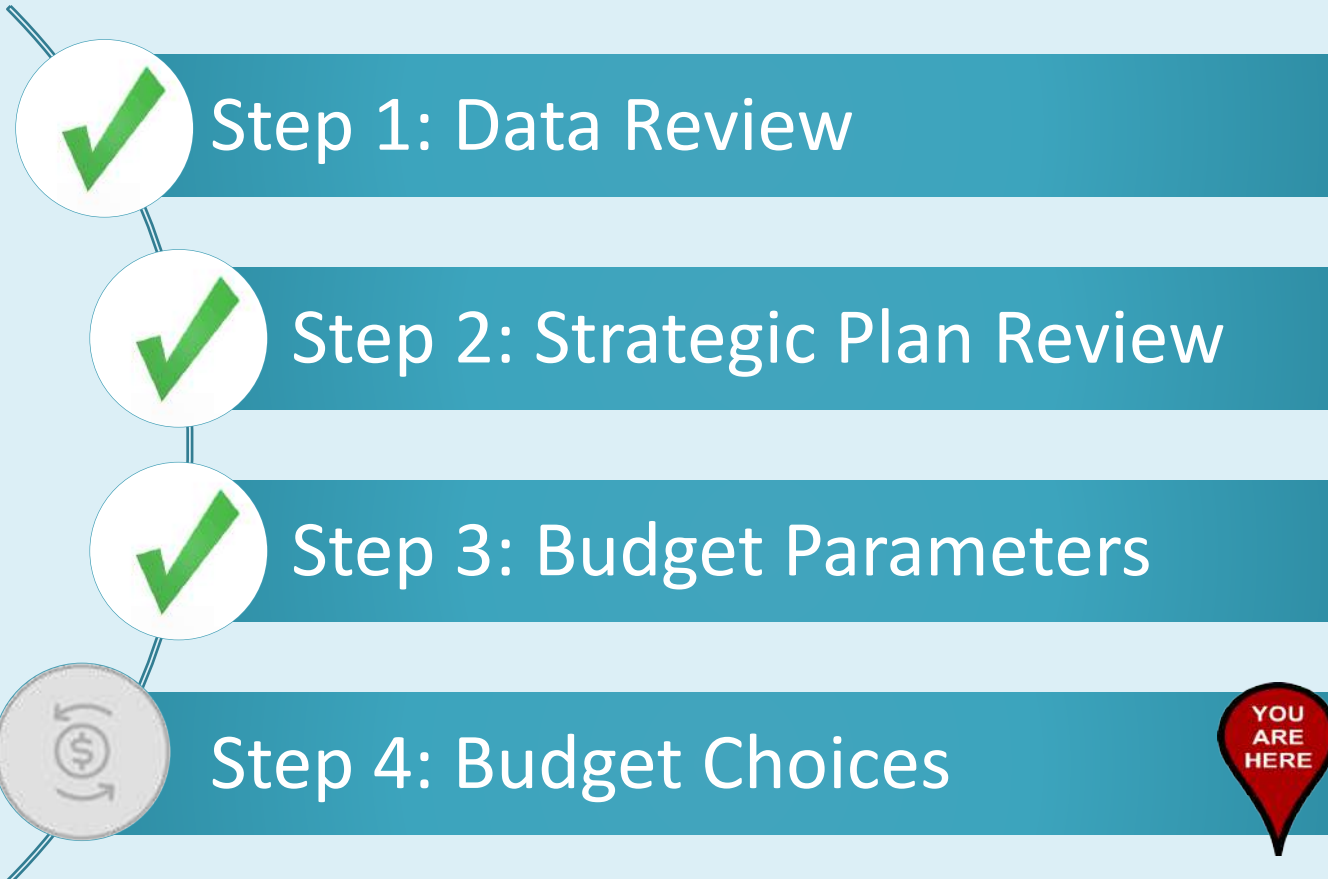 Step 1: Data Review
Step 2: Strategic Plan Review
Step 3: Budget Parameters
$
Step 4: Budget Choices
YOU
ARE
HERE